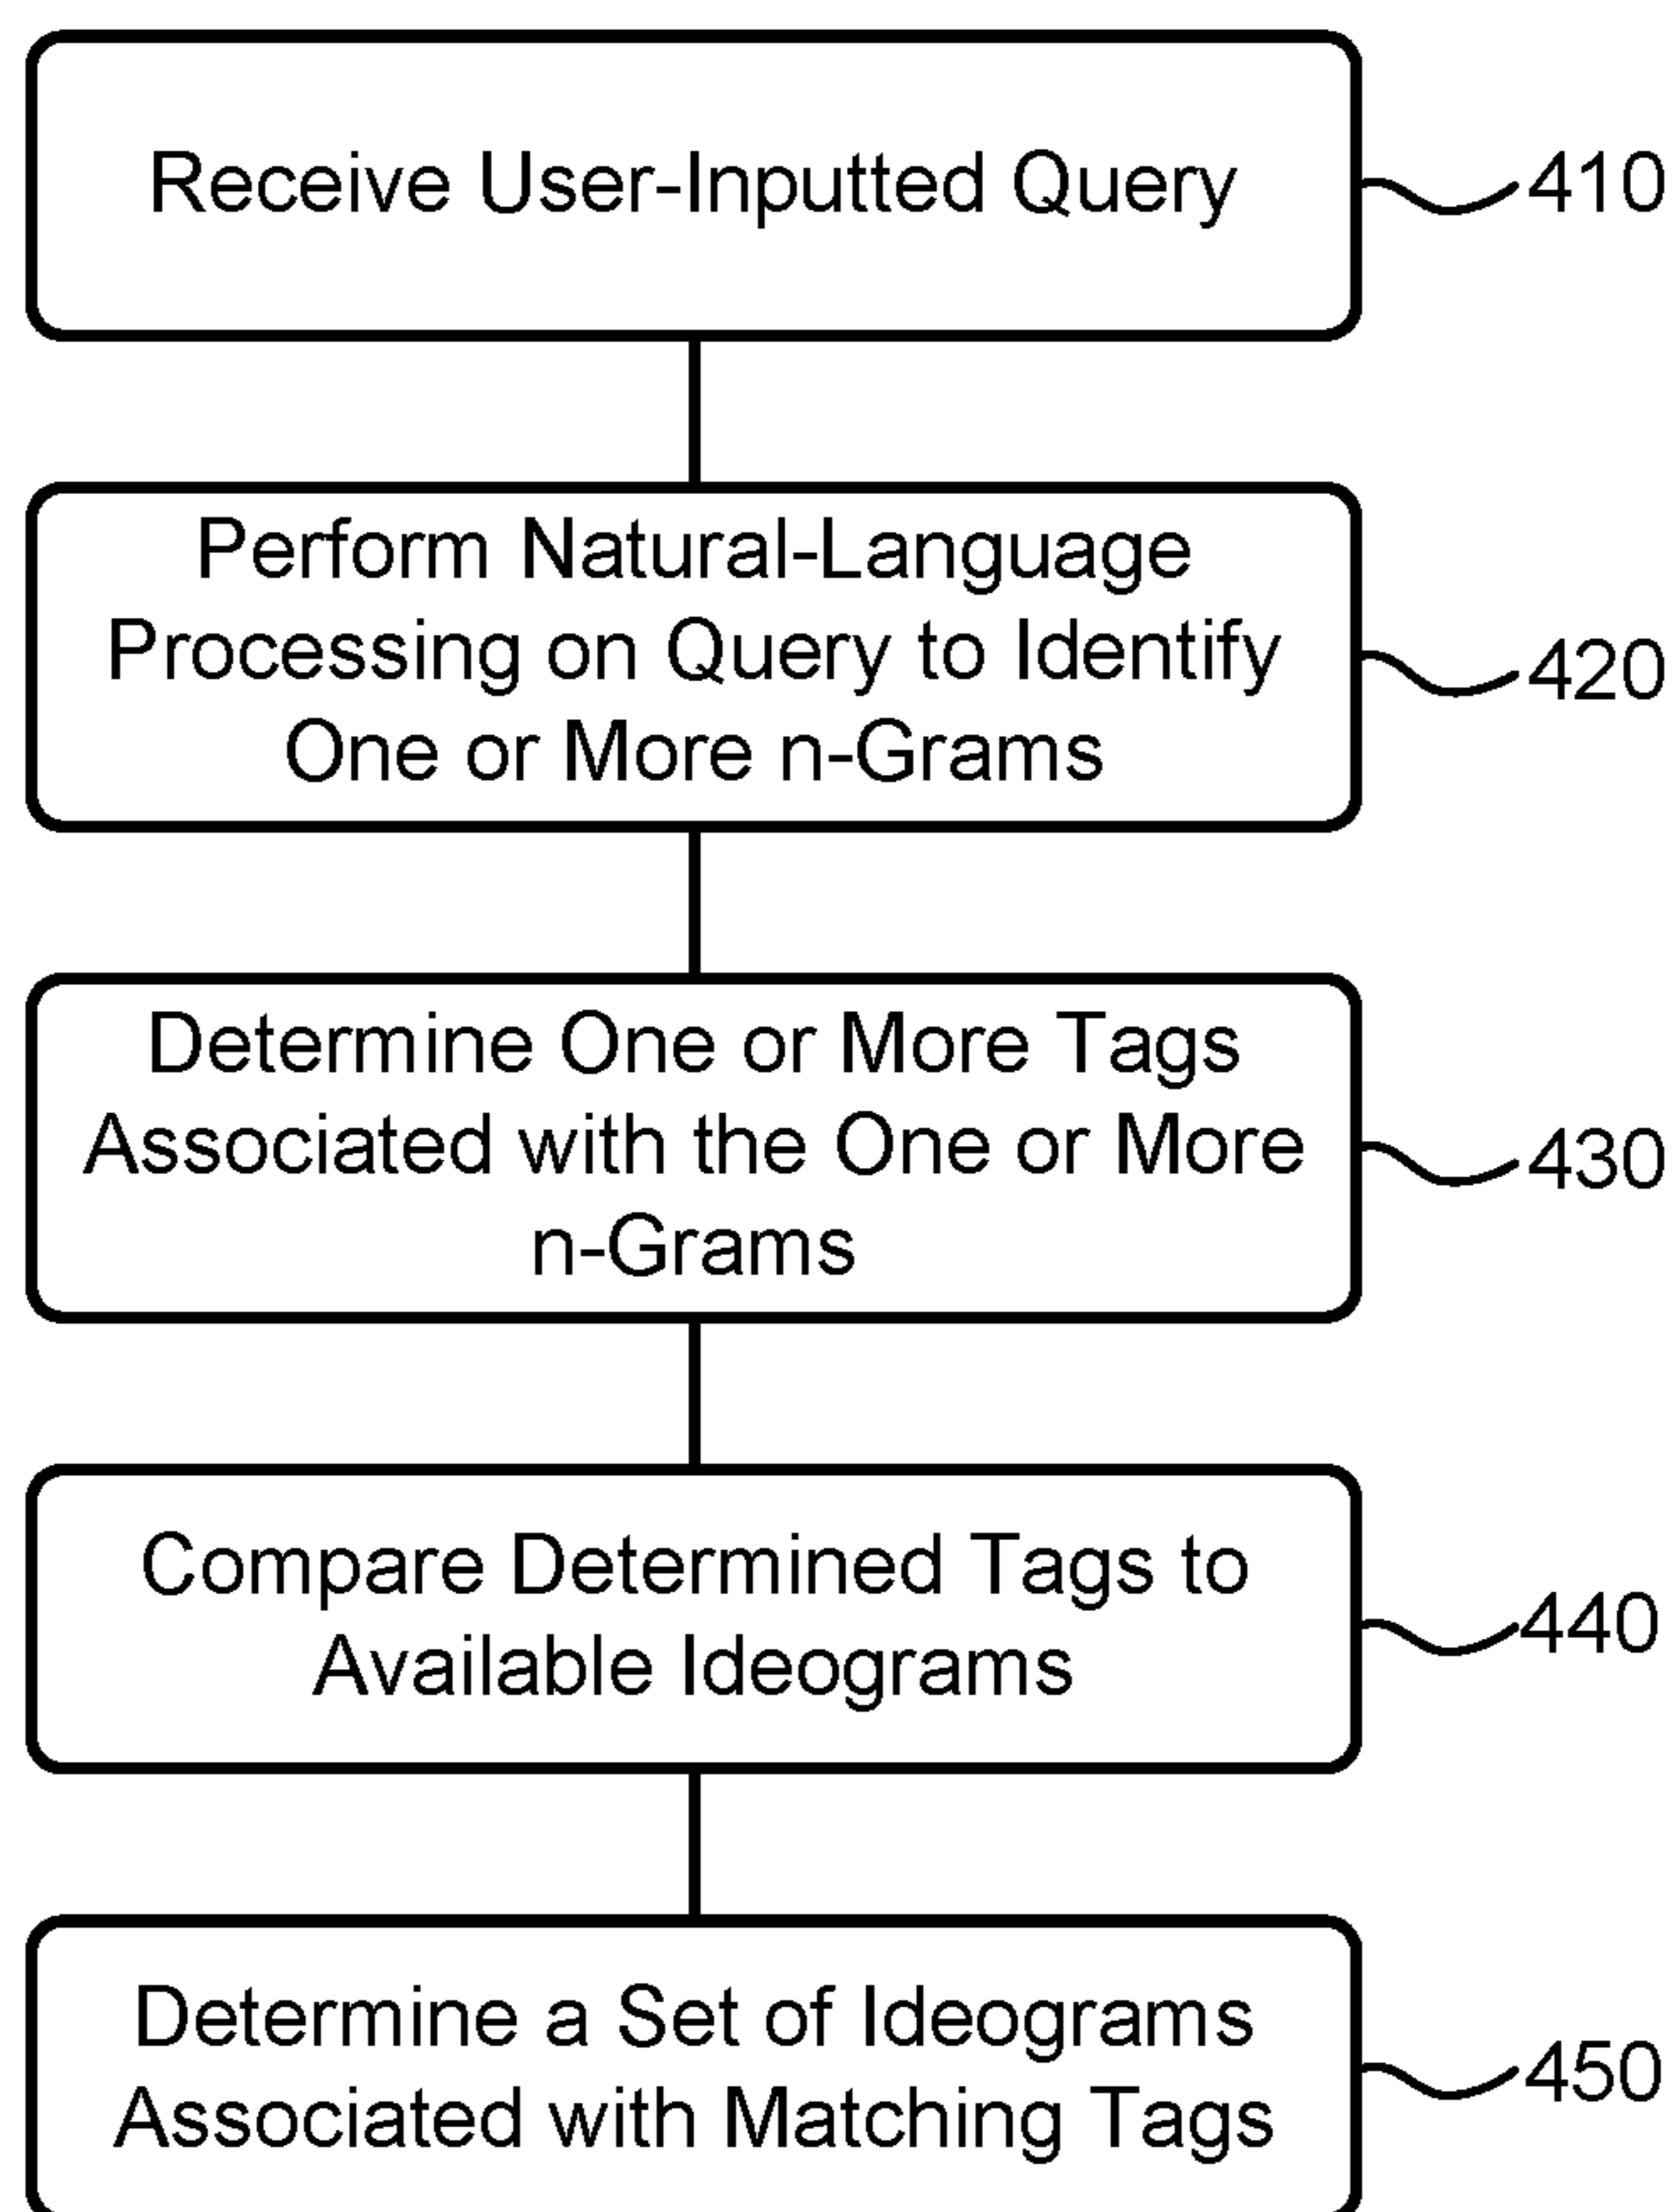 Receive User-Inputted Query
410
Perform Natural-Language
Processing on Query to Identify
One or More n-Grams
420
Determine One or More Tags
Associated with the One or More
n-Grams
430
Compare Determined Tags to
Available Ideograms
440
Determine a Set of Ideograms
Associated with Matching Tags
450